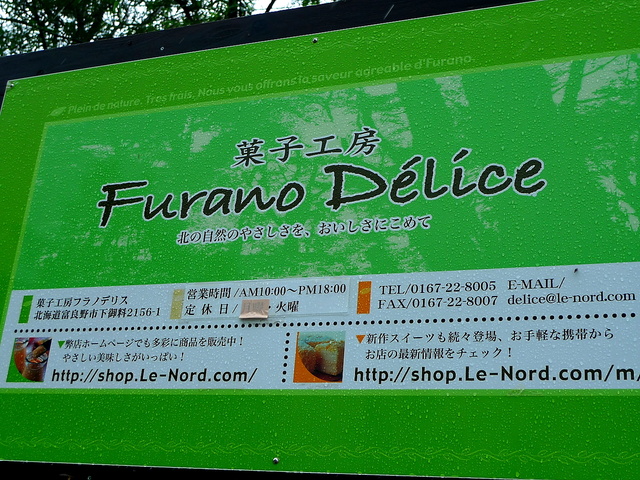 Plein de nature. Tres frais. Nous vous offrons la saveur agreable d'Furano.
菓子工房
Furano Délice
北の自然のやさしさを、おいしさにこめて
菓子工房フラノデリス
北海道富良野市下御料2156-1
営業時間/AM10:00~PM18:00
定休日/ 火曜
TEL/0167-22-8005 E-MAIL/
FAX/0167-22-8007 delice@le-nord.com
▼弊店ホームページでも多彩に商品を販売中!
やさしい美味しさがいっぱい!
http://shop.Le-Nord.com/
▼新作スイーツも続々登場、お手軽な携帯から
お店の最新情報をチェック!
http://shop.Le-Nord.com/m/